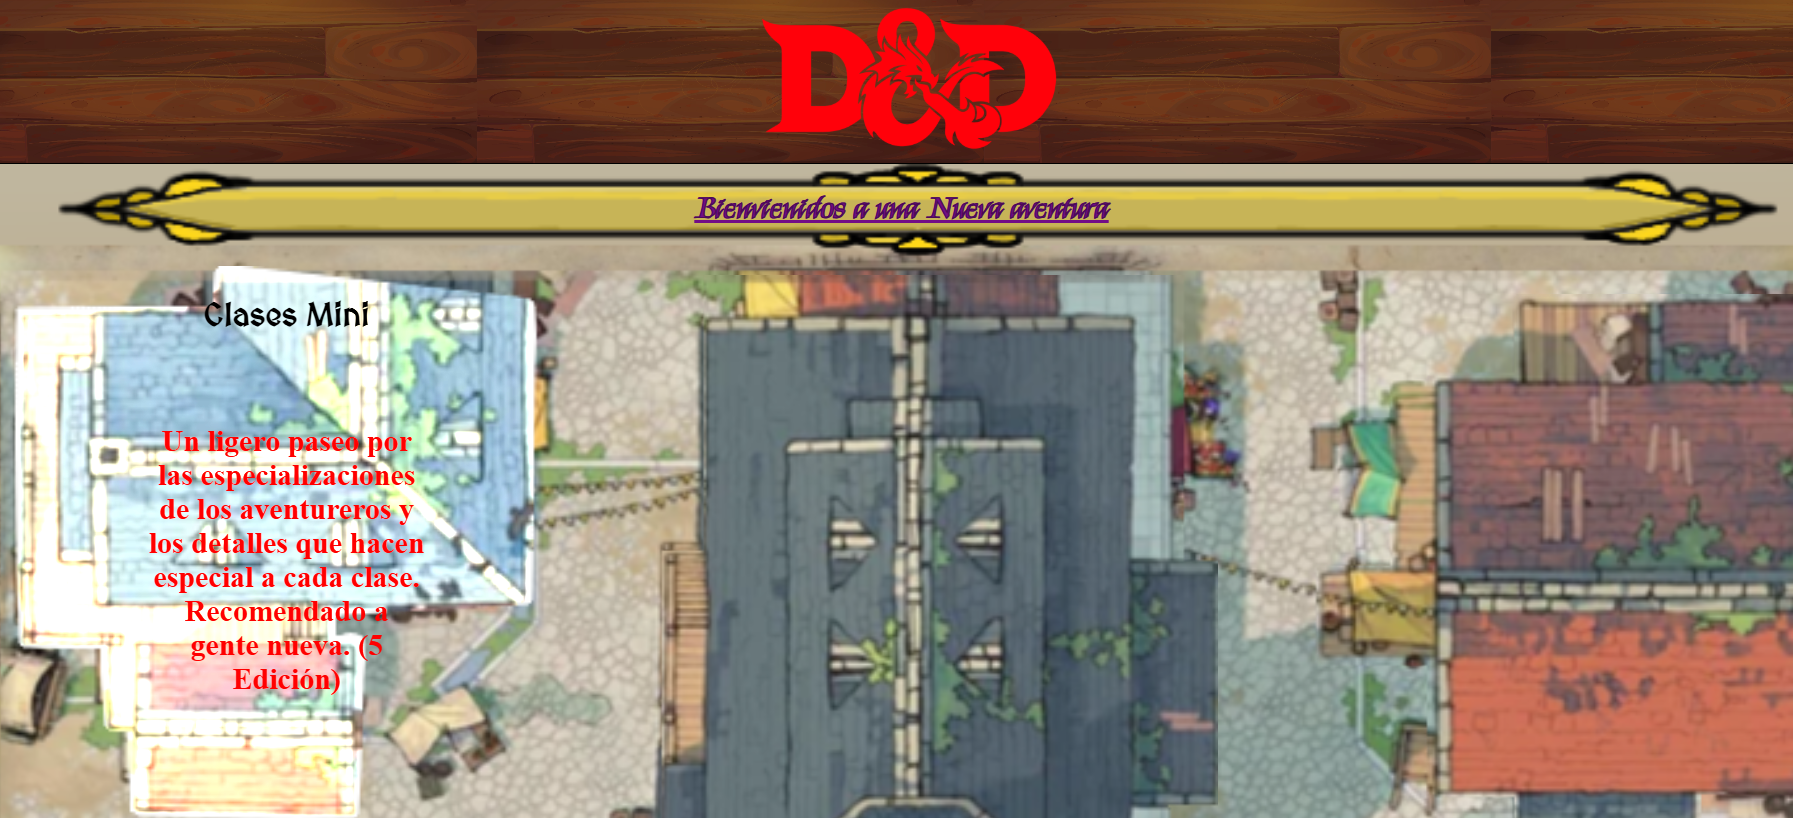 D&D
Bienvenidos a una Nueva aventura
Clases Mini
Un ligero paseo por
las especializaciones
de los aventureros y
los detalles que hacen
especial a cada clase.
Recomendado a
gente nueva. (5
Edición)